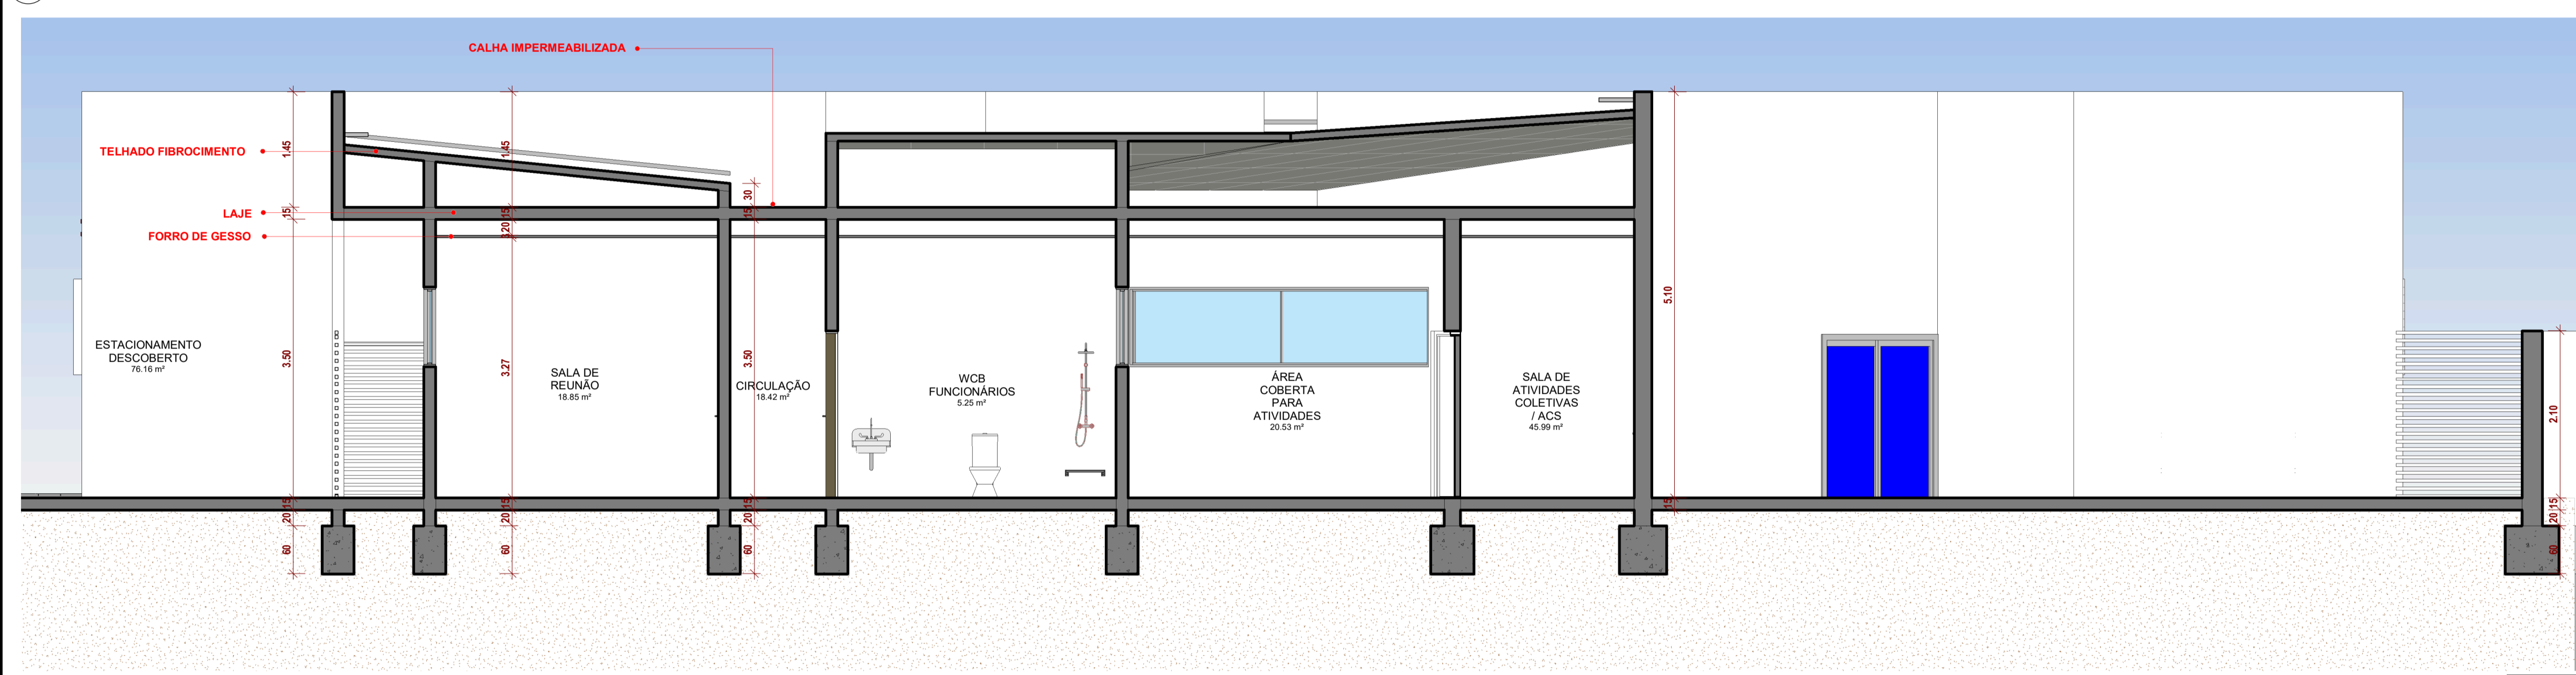 CALHA IMPERMEABILIZADA
TELHADO FIBROCIMENTO
LAJE
FORRO DE GESSO
1.45
15
3.50
15
20
60
1.45
15
3.27
15
20
60
30
15
3.50
15
20
60
5.10
15
2.10
15
20
60
ESTACIONAMENTO
DESCOBERTO
76.16 m²
SALA DE
REUNÃO
18.85 m²
CIRCULAÇÃO
18.42 m²
WCB
FUNCIONÁRIOS
5.25 m²
ÁREA
COBERTA
PARA
ATIVIDADES
20.53 m²
SALA DE
ATIVIDADES
COLETIVAS
/ ACS
45.99 m²